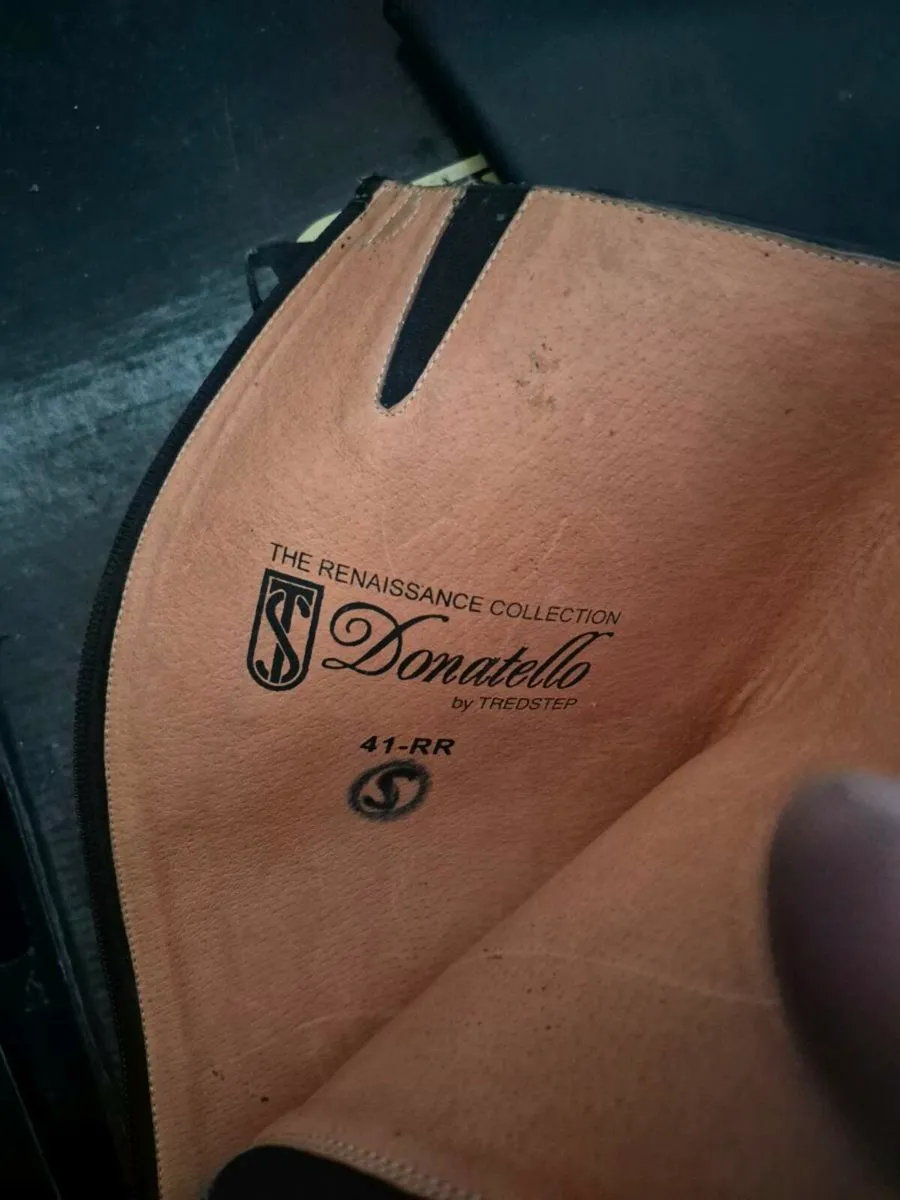 THE RENAISSANCE COLLECTION
TS Donatello
by TREDSTEP
41-RR
S